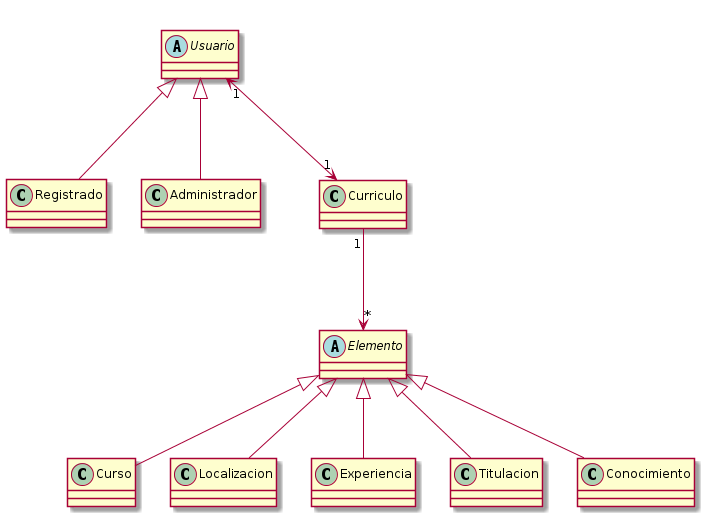 A Usuario
1
1
C Registrado
C Administrador
C Curriculo
1
*
A Elemento
C Curso
C Localizacion
C Experiencia
C Titulacion
C Conocimiento